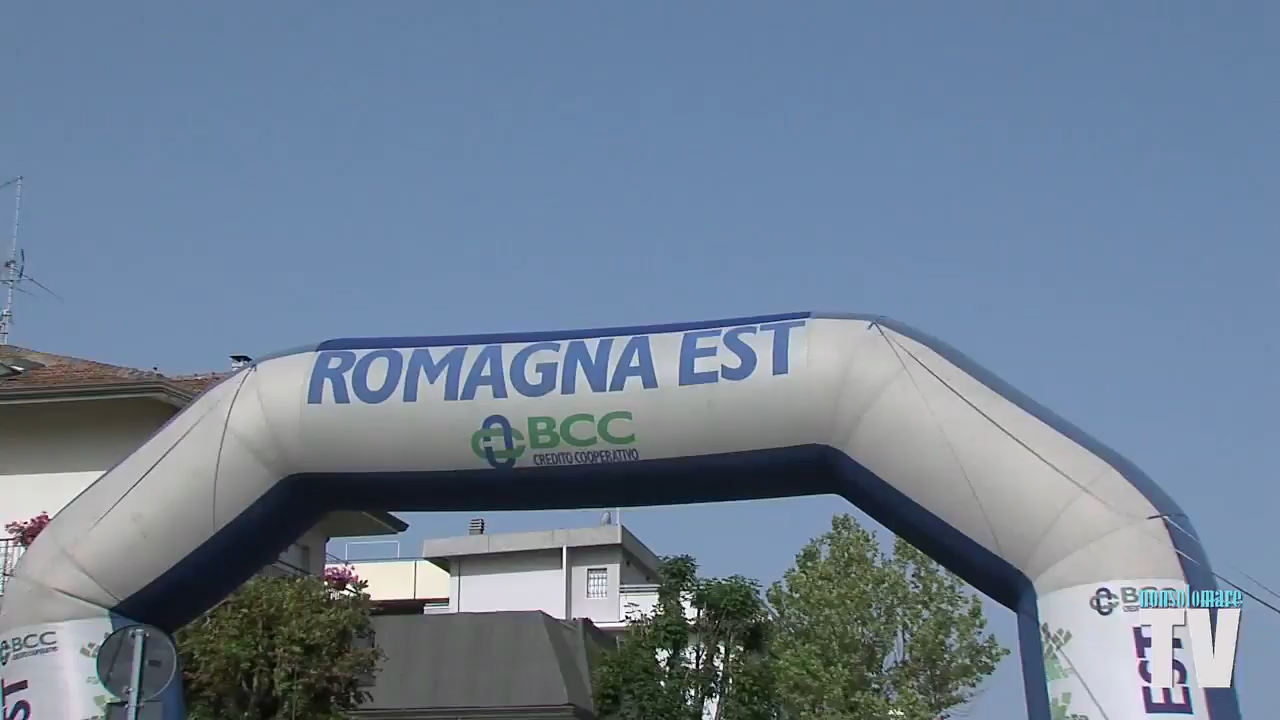 ROMAGNA EST
BCC
CREDITO COOPERATIVO
BCC
EST
nonsolomare
TV